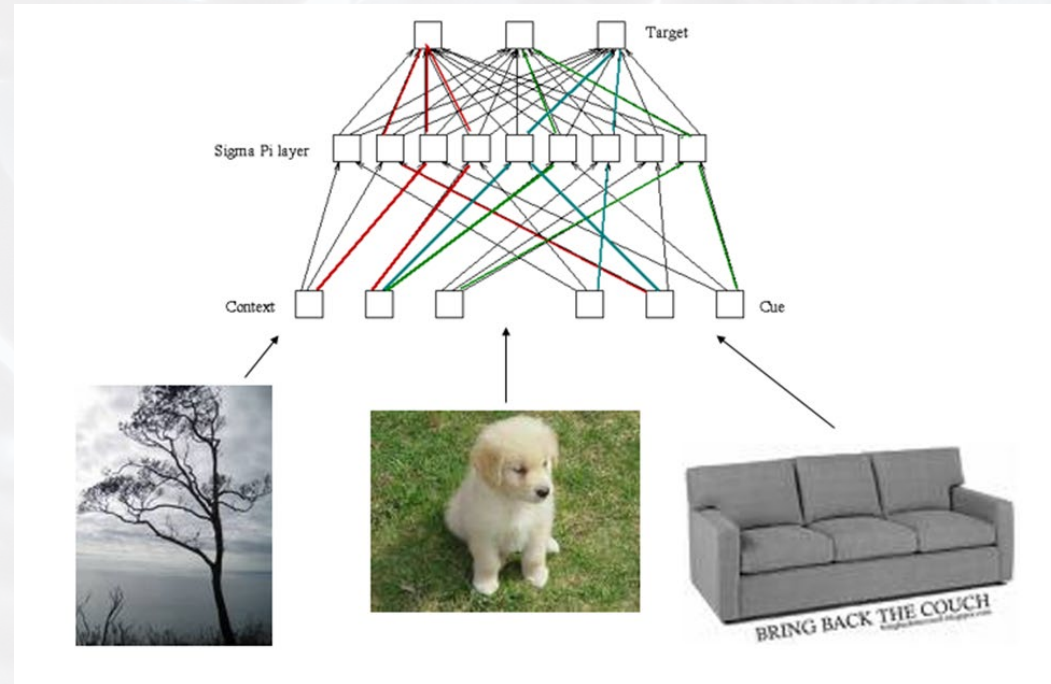 Target
Sigma Pi layer
Context
Cue
BRING BACK THE COUCH